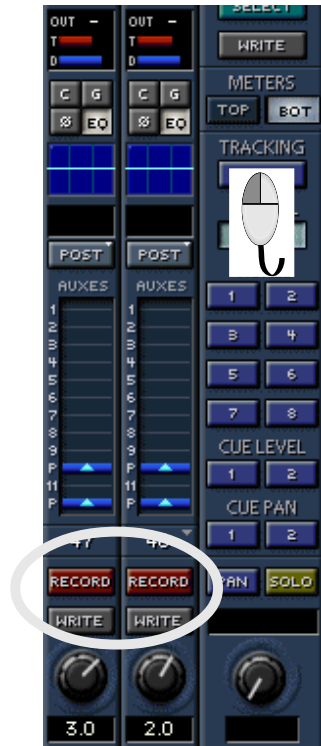 OUT - OUT - SELECT
T T WRITE
D D
C G C G METERS
Ø EQ Ø EQ TOP BOT
TRACKING
POST POST
AUXES AUXES
1 1 1 2
2 2
3 3 3 4
4 4
5 5 5 6
6 6
7 7 7 8
8 8
9 9 CUE LEVEL
P P 1 2
11 11
P P CUE PAN
47 1 2
RECORD RECORD PAN SOLO
WRITE WRITE
3.0 2.0